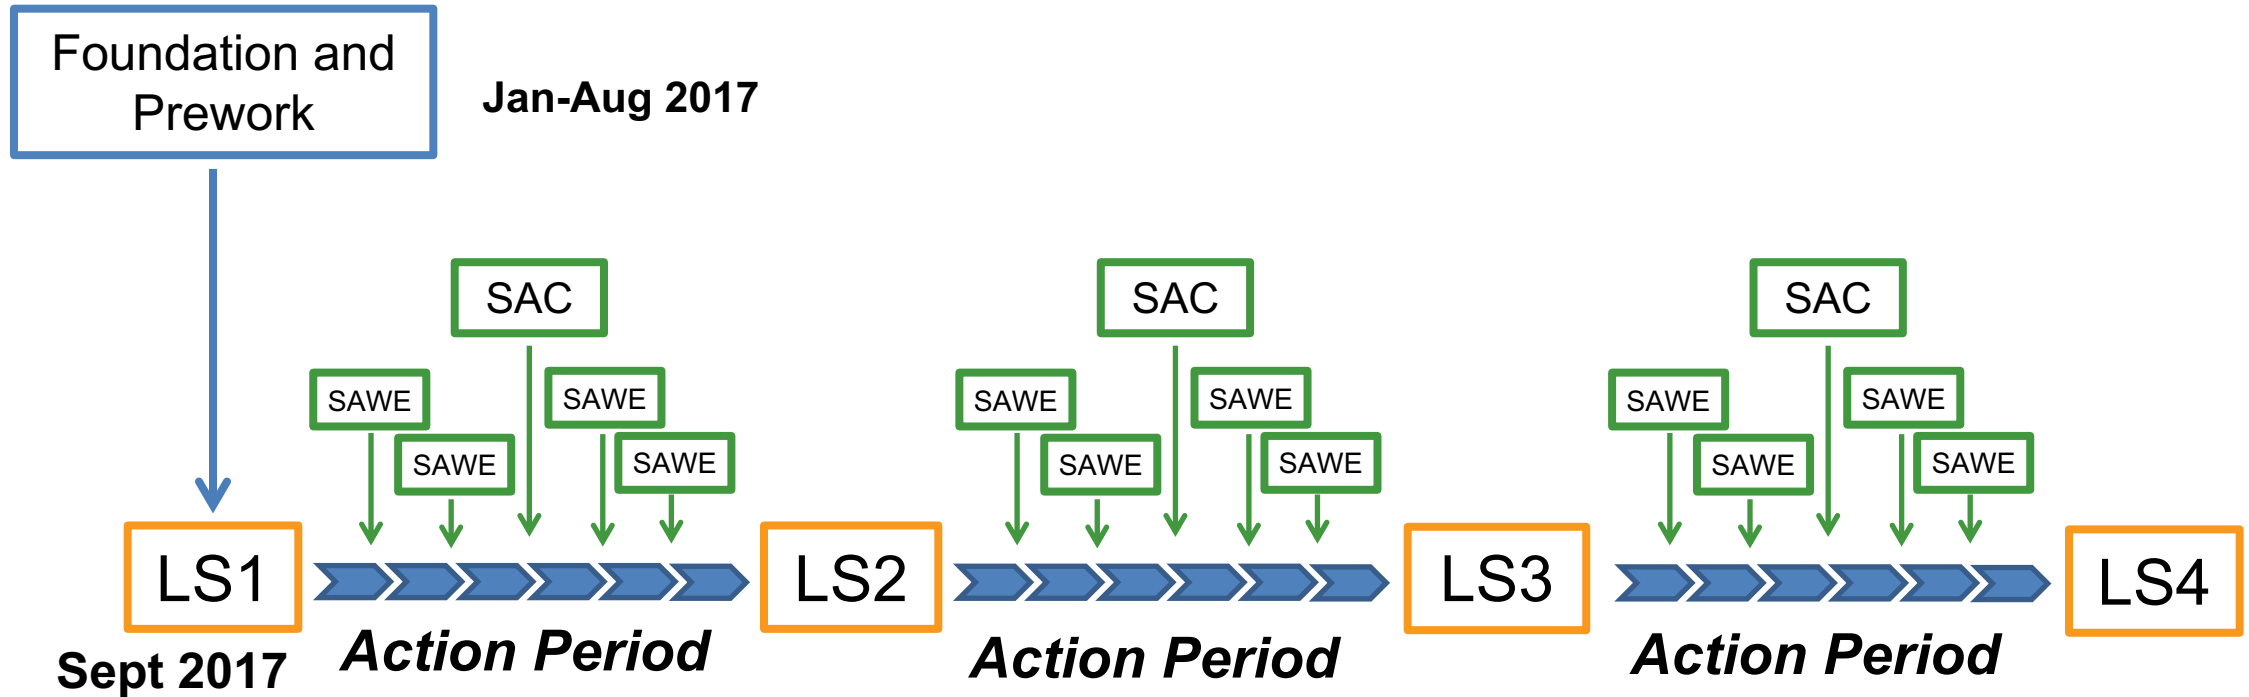 Foundation and
Prework
Jan-Aug 2017
SAC
SAC
SAC
SAWE
SAWE
SAWE
SAWE
SAWE
SAWE
SAWE
SAWE
SAWE
SAWE
SAWE
SAWE
LS1
LS2
LS3
LS4
Action Period
Action Period
Action Period
Sept 2017